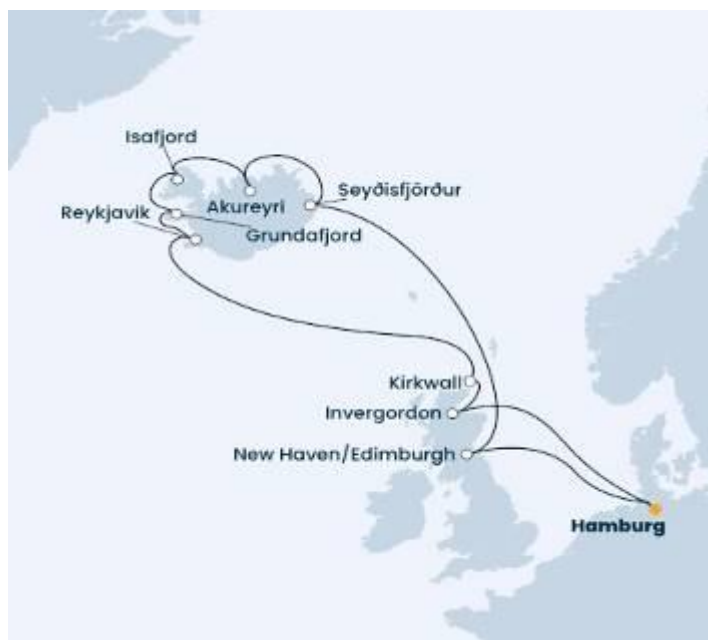 Isafjord
Seyðisfjörður
Akureyri
Reykjavik
Grundafjord
Kirkwall
Invergordon
New Haven/Edimburgh
Hamburg